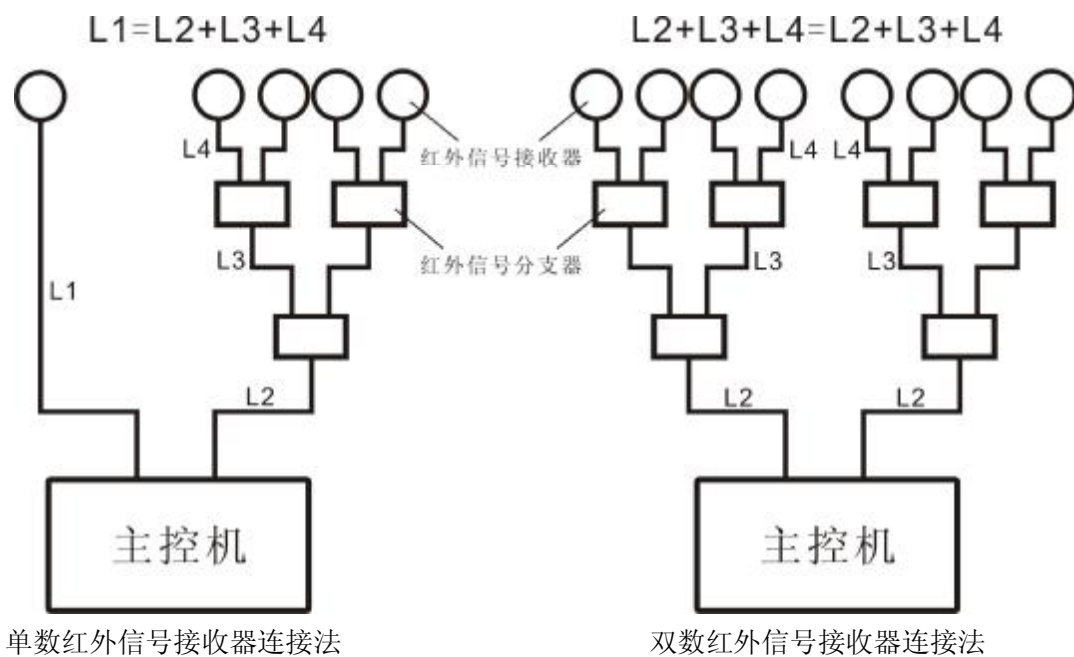 L1=L2+L3+L4
L2+L3+L4=L2+L3+L4
L4
红外信号接收器
L4
L4
L3
红外信号分支器
L3
L3
L1
L2
L2
L2
主控机
主控机
单数红外信号接收器连接法
双数红外信号接收器连接法